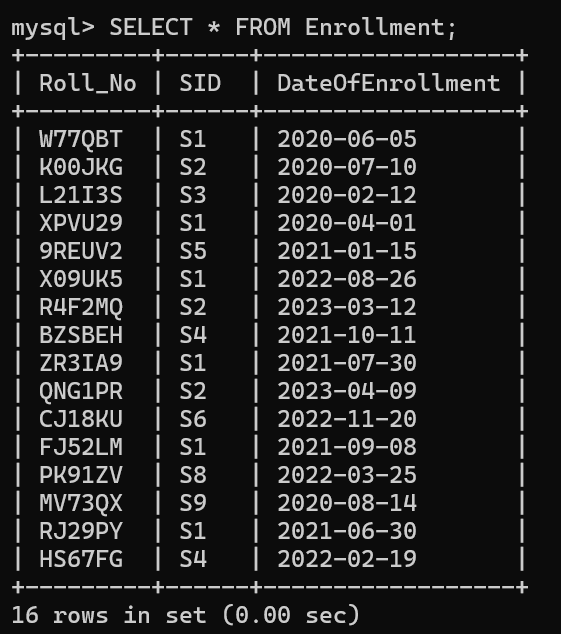 mysql> SELECT * FROM Enrollment;
+---------+------+------------------+
| Roll_No | SID  | DateOfEnrollment |
+---------+------+------------------+
| W77QBT  | S1   | 2020-06-05       |
| K00JKG  | S2   | 2020-07-10       |
| L21I3S  | S3   | 2020-02-12       |
| XPVU29  | S1   | 2020-04-01       |
| 9REUV2  | S5   | 2021-01-15       |
| X09UK5  | S1   | 2022-08-26       |
| R4F2MQ  | S2   | 2023-03-12       |
| BZSBEH  | S4   | 2021-10-11       |
| ZR3IA9  | S1   | 2021-07-30       |
| QNG1PR  | S2   | 2023-04-09       |
| CJ18KU  | S6   | 2022-11-20       |
| FJ52LM  | S1   | 2021-09-08       |
| PK91ZV  | S8   | 2022-03-25       |
| MV73QX  | S9   | 2020-08-14       |
| RJ29PY  | S1   | 2021-06-30       |
| HS67FG  | S4   | 2022-02-19       |
+---------+------+------------------+
16 rows in set (0.00 sec)